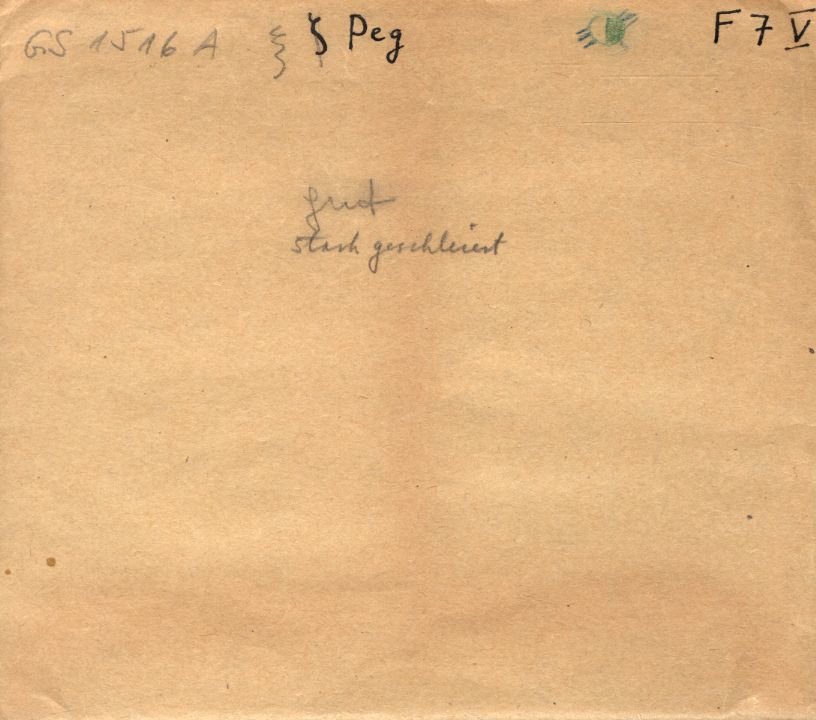 GS 1516 A ξ ζ Peg F 7 V
gut
stark geschleiert